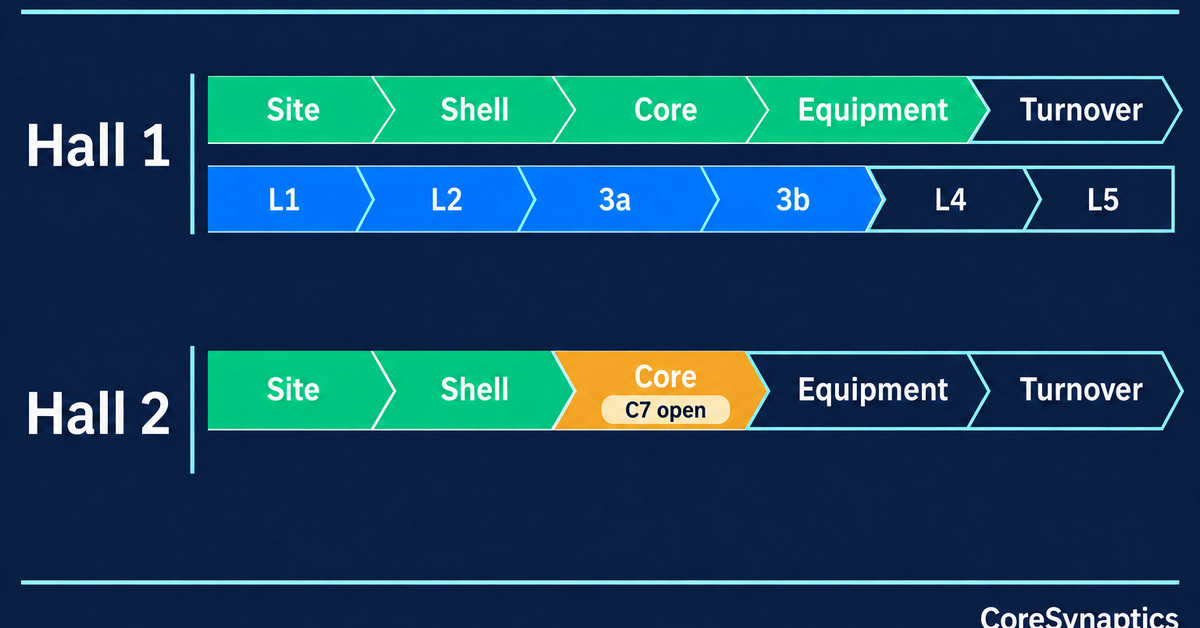 Hall 1
Site Shell Core Equipment Turnover
L1 L2 3a 3b L4 L5
Hall 2
Site Shell Core Equipment Turnover
C7 open
CoreSynaptics